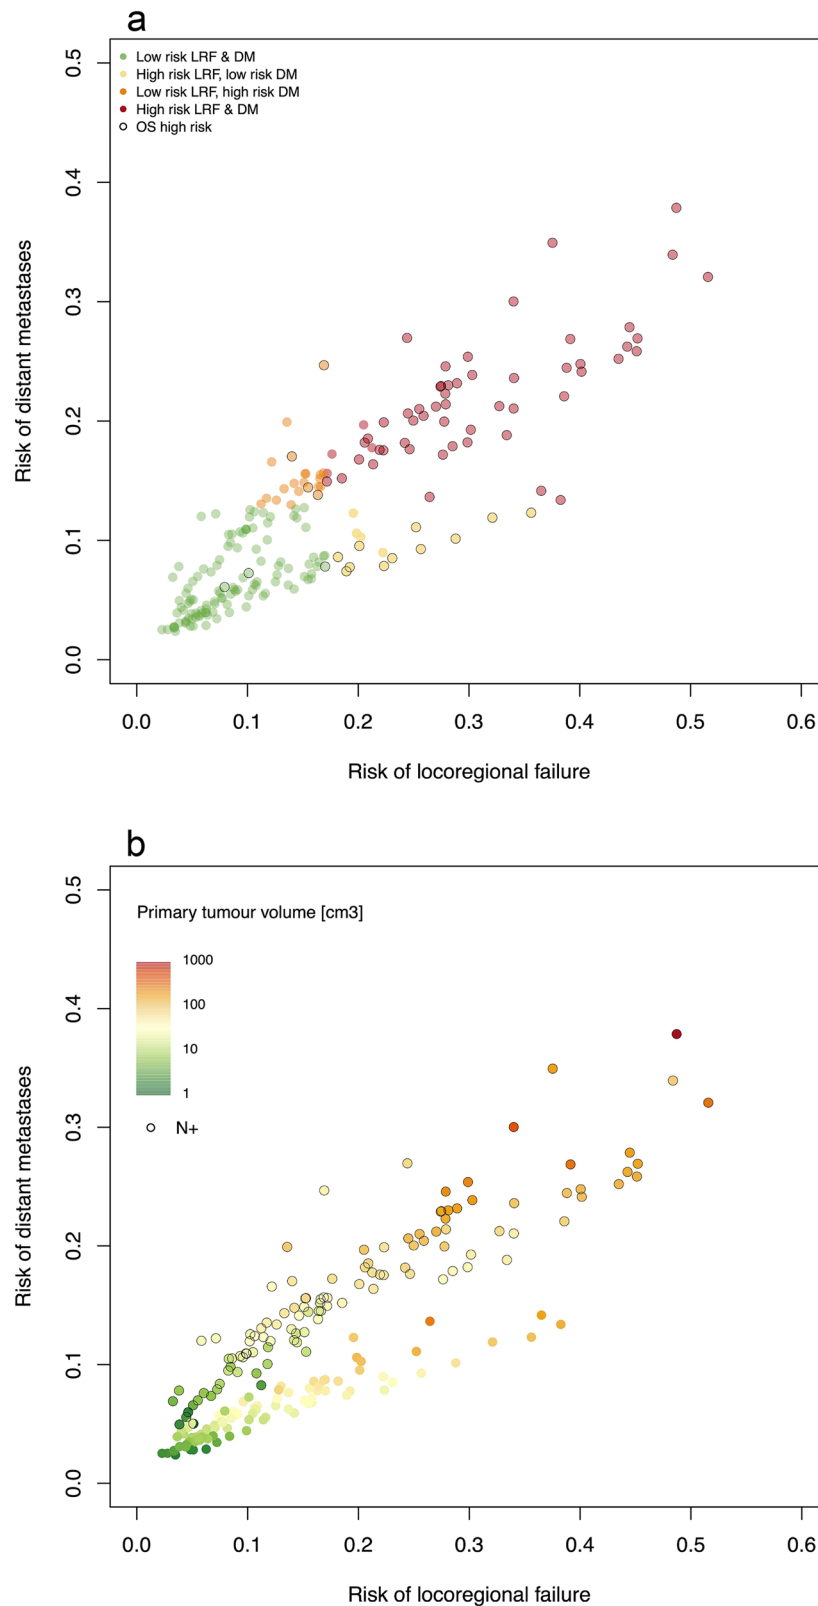 a
Low risk LRF & DM
High risk LRF, low risk DM
Low risk LRF, high risk DM
High risk LRF & DM
OS high risk
0.5
0.4
0.3
0.2
0.1
0.0
Risk of distant metastases
0.0 0.1 0.2 0.3 0.4 0.5 0.6
Risk of locoregional failure
b
Primary tumour volume [cm3]
1000
100
10
1
N+
0.5
0.4
0.3
0.2
0.1
0.0
Risk of distant metastases
0.0 0.1 0.2 0.3 0.4 0.5 0.6
Risk of locoregional failure